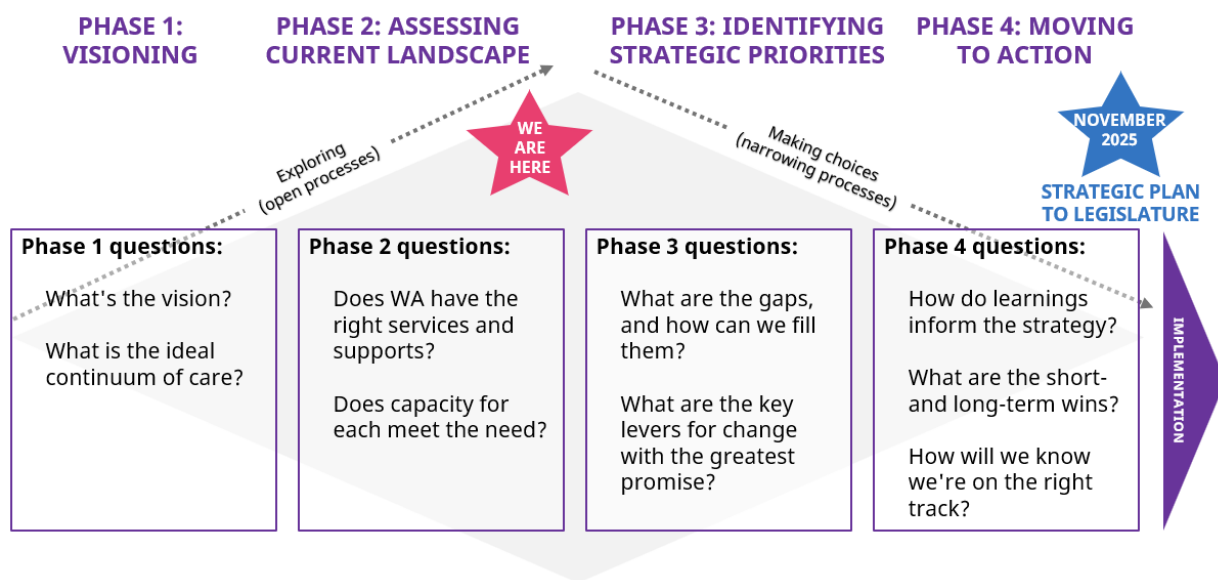 PHASE 1:
VISIONING
PHASE 2: ASSESSING
CURRENT LANDSCAPE
PHASE 3: IDENTIFYING
STRATEGIC PRIORITIES
PHASE 4: MOVING
TO ACTION
Exploring
(open processes)
WE
ARE
HERE
Making choices
(narrowing processes)
NOVEMBER
2025
STRATEGIC PLAN
TO LEGISLATURE
Phase 1 questions:
What's the vision?
What is the ideal
continuum of care?
Phase 2 questions:
Does WA have the
right services and
supports?
Does capacity for
each meet the need?
Phase 3 questions:
What are the gaps,
and how can we fill
them?
What are the key
levers for change
with the greatest
promise?
Phase 4 questions:
How do learnings
inform the strategy?
What are the short-
and long-term wins?
How will we know
we're on the right
track?
IMPLEMENTATION